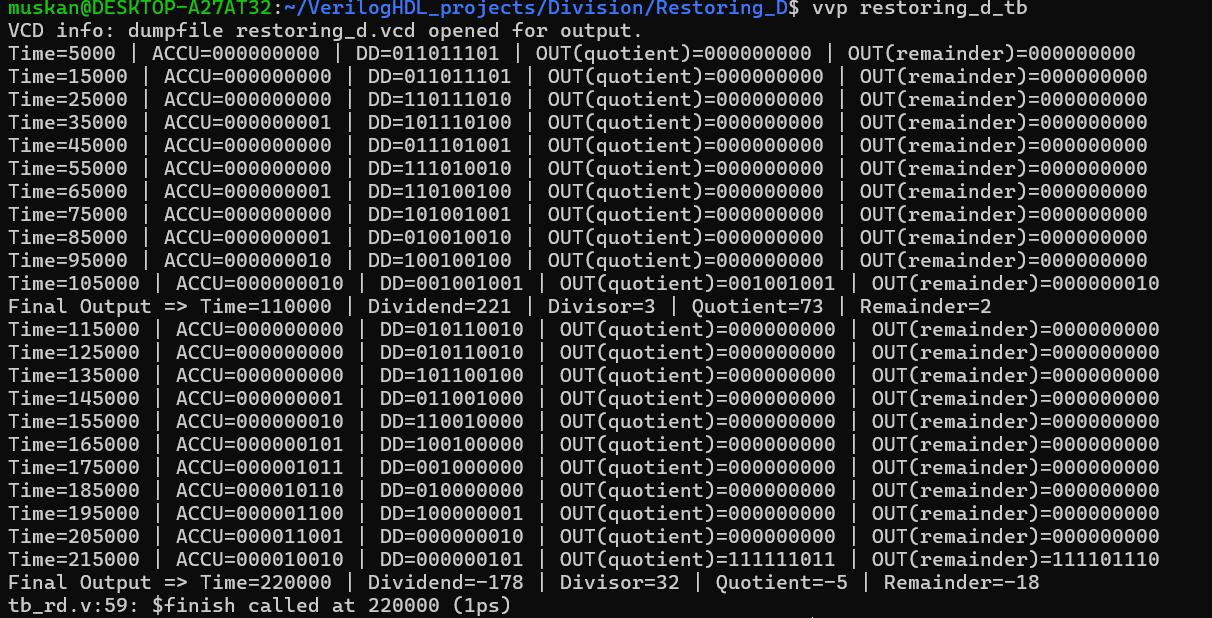 muskan@DESKTOP-A27AT32:~/VerilogHDL_projects/Division/Restoring_D$ vvp restoring_d_tb
VCD info: dumpfile restoring_d.vcd opened for output.
Time=5000 | ACCU=000000000 | DD=011011101 | OUT(quotient)=000000000 | OUT(remainder)=000000000
Time=15000 | ACCU=000000000 | DD=011011101 | OUT(quotient)=000000000 | OUT(remainder)=000000000
Time=25000 | ACCU=000000000 | DD=110111010 | OUT(quotient)=000000000 | OUT(remainder)=000000000
Time=35000 | ACCU=000000001 | DD=101110100 | OUT(quotient)=000000000 | OUT(remainder)=000000000
Time=45000 | ACCU=000000000 | DD=011101001 | OUT(quotient)=000000000 | OUT(remainder)=000000000
Time=55000 | ACCU=000000000 | DD=111010010 | OUT(quotient)=000000000 | OUT(remainder)=000000000
Time=65000 | ACCU=000000001 | DD=110100100 | OUT(quotient)=000000000 | OUT(remainder)=000000000
Time=75000 | ACCU=000000000 | DD=101001001 | OUT(quotient)=000000000 | OUT(remainder)=000000000
Time=85000 | ACCU=000000001 | DD=010010010 | OUT(quotient)=000000000 | OUT(remainder)=000000000
Time=95000 | ACCU=000000010 | DD=100100100 | OUT(quotient)=000000000 | OUT(remainder)=000000000
Time=105000 | ACCU=000000010 | DD=001001001 | OUT(quotient)=001001001 | OUT(remainder)=000000010
Final Output => Time=110000 | Dividend=221 | Divisor=3 | Quotient=73 | Remainder=2
Time=115000 | ACCU=000000000 | DD=010110010 | OUT(quotient)=000000000 | OUT(remainder)=000000000
Time=125000 | ACCU=000000000 | DD=010110010 | OUT(quotient)=000000000 | OUT(remainder)=000000000
Time=135000 | ACCU=000000000 | DD=101100100 | OUT(quotient)=000000000 | OUT(remainder)=000000000
Time=145000 | ACCU=000000001 | DD=011001000 | OUT(quotient)=000000000 | OUT(remainder)=000000000
Time=155000 | ACCU=000000010 | DD=110010000 | OUT(quotient)=000000000 | OUT(remainder)=000000000
Time=165000 | ACCU=000000101 | DD=100100000 | OUT(quotient)=000000000 | OUT(remainder)=000000000
Time=175000 | ACCU=000001011 | DD=001000000 | OUT(quotient)=000000000 | OUT(remainder)=000000000
Time=185000 | ACCU=000010110 | DD=010000000 | OUT(quotient)=000000000 | OUT(remainder)=000000000
Time=195000 | ACCU=000001100 | DD=100000001 | OUT(quotient)=000000000 | OUT(remainder)=000000000
Time=205000 | ACCU=000011001 | DD=000000010 | OUT(quotient)=000000000 | OUT(remainder)=000000000
Time=215000 | ACCU=000010010 | DD=000000101 | OUT(quotient)=111111011 | OUT(remainder)=111101110
Final Output => Time=220000 | Dividend=-178 | Divisor=32 | Quotient=-5 | Remainder=-18
tb_rd.v:59: $finish called at 220000 (1ps)